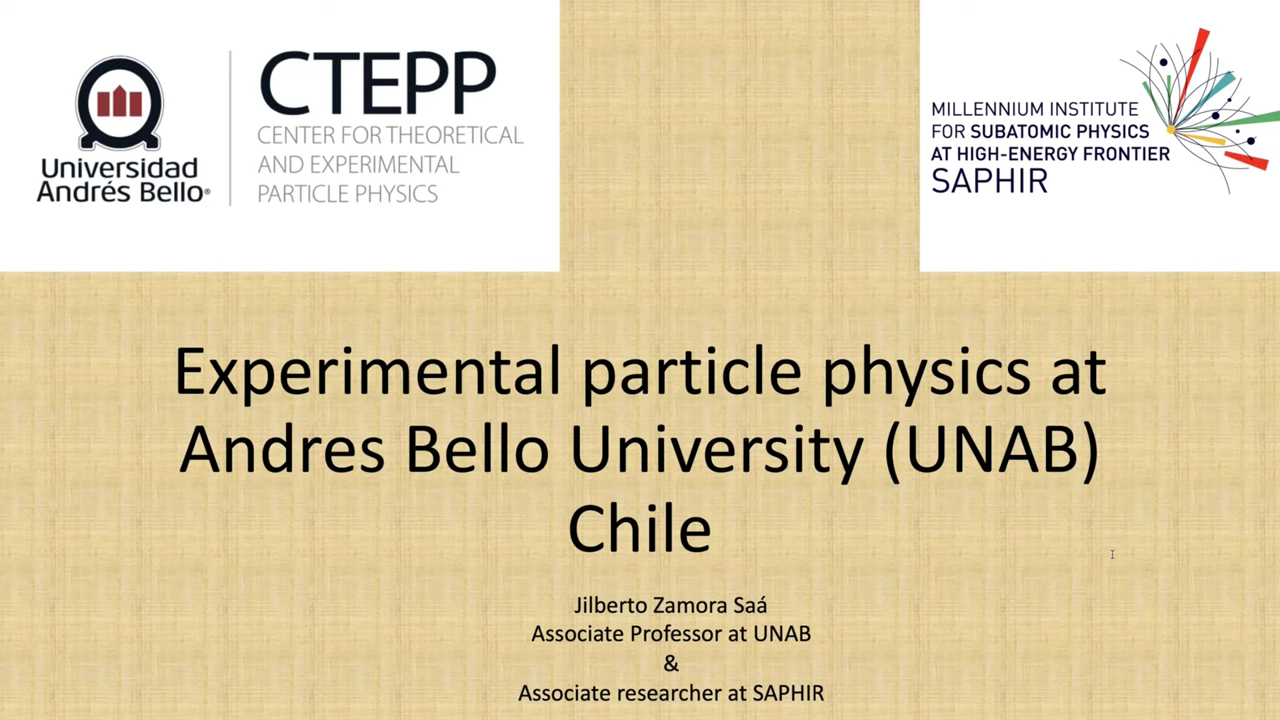 CTEPP
CENTER FOR THEORETICAL
AND EXPERIMENTAL
PARTICLE PHYSICS
Universidad
Andrés Bello®
MILLENNIUM INSTITUTE
FOR SUBATOMIC PHYSICS
AT HIGH-ENERGY FRONTIER
SAPHIR
Experimental particle physics at
Andres Bello University (UNAB)
Chile
Jilberto Zamora Saá
Associate Professor at UNAB
&
Associate researcher at SAPHIR